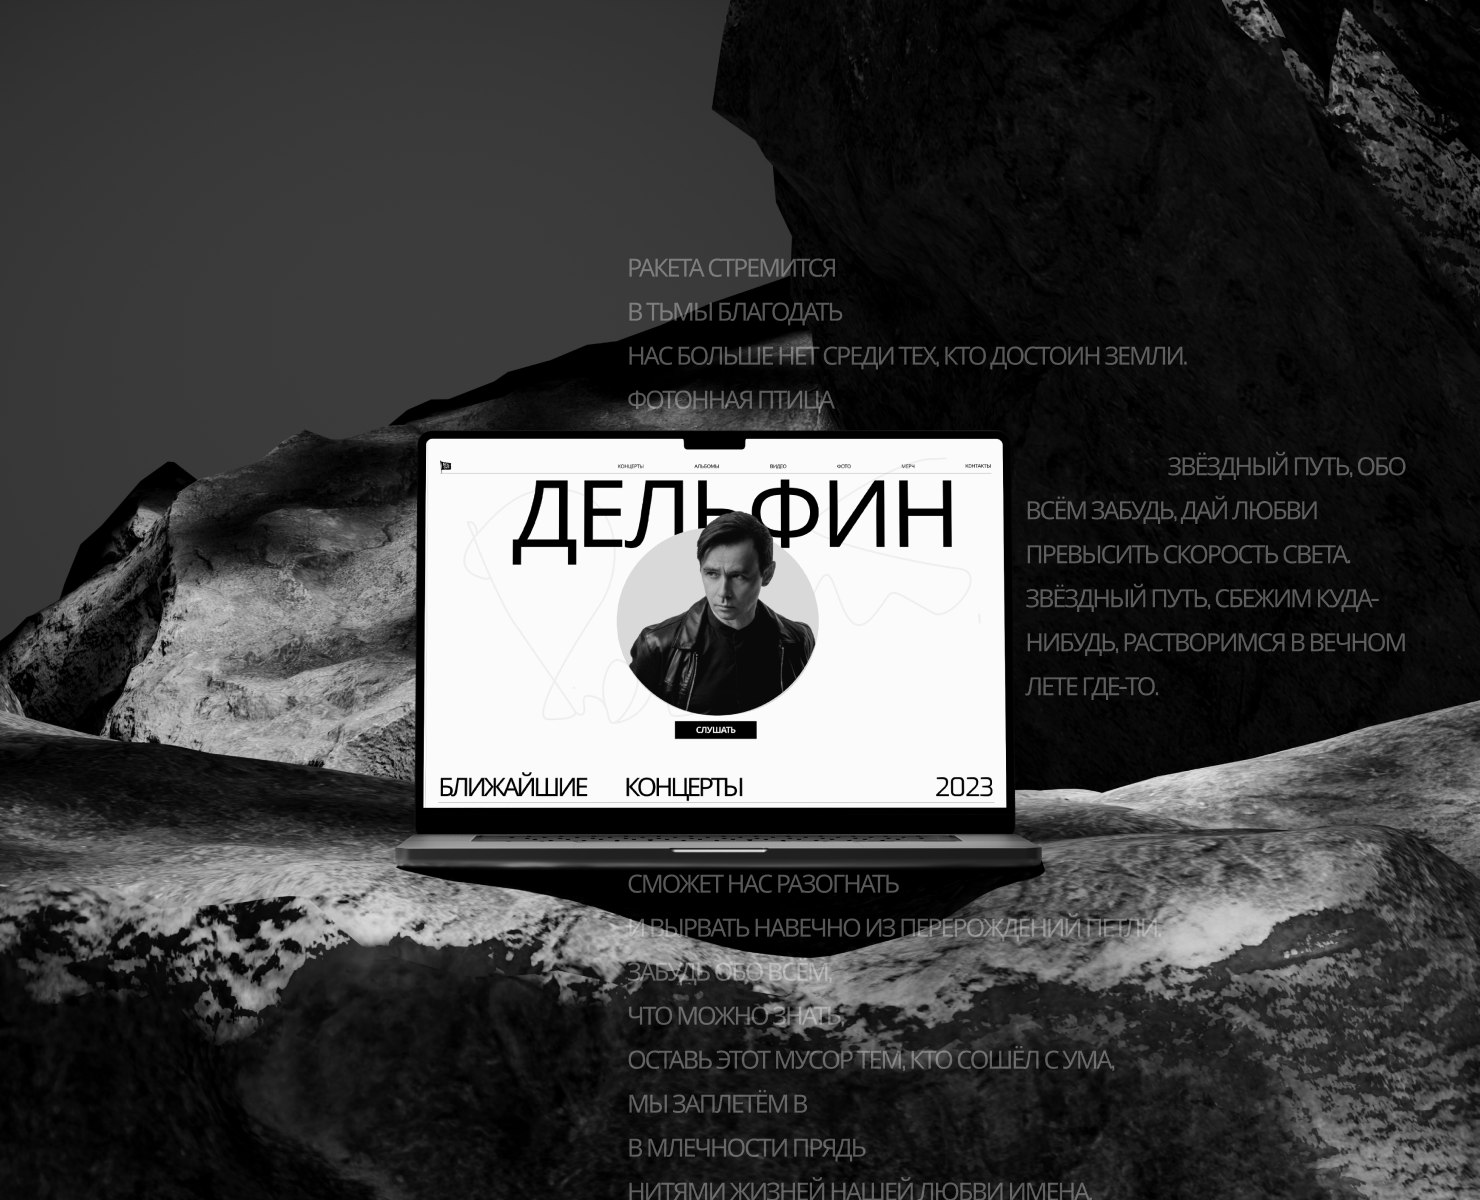 РАКЕТА СТРЕМИТСЯ
В ТЬМЫ БЛАГОДАТЬ
НАС БОЛЬШЕ НЕТ СРЕДИ ТЕХ, КТО ДОСТОИН ЗЕМЛИ.
ФОТОННАЯ ПТИЦА
КОНЦЕРТЫ АЛЬБОМЫ ВИДЕО ФОТО МЕРЧ КОНТАКТЫ
ДЕЛЬФИН
СЛУШАТЬ
БЛИЖАЙШИЕ КОНЦЕРТЫ 2023
ЗВЁЗДНЫЙ ПУТЬ, ОБО
ВСЁМ ЗАБУДЬ, ДАЙ ЛЮБВИ
ПРЕВЫСИТЬ СКОРОСТЬ СВЕТА.
ЗВЁЗДНЫЙ ПУТЬ, СБЕЖИМ КУДА-
НИБУДЬ, РАСТВОРИМСЯ В ВЕЧНОМ
ЛЕТЕ ГДЕ-ТО.
СМОЖЕТ НАС РАЗОГНАТЬ
И ВЫРВАТЬ НАВЕЧНО ИЗ ПЕРЕРОЖДЕНИЙ ПЕТЛИ;
ЗАБУДЬ ОБО ВСЁМ,
ЧТО МОЖНО ЗНАТЬ,
ОСТАВЬ ЭТОТ МУСОР ТЕМ, КТО СОШЁЛ С УМА,
МЫ ЗАПЛЕТЁМ В
В МЛЕЧНОСТИ ПРЯДЬ
НИТЯМИ ЖИЗНЕЙ НАШЕЙ ЛЮБВИ ИМЕНА.